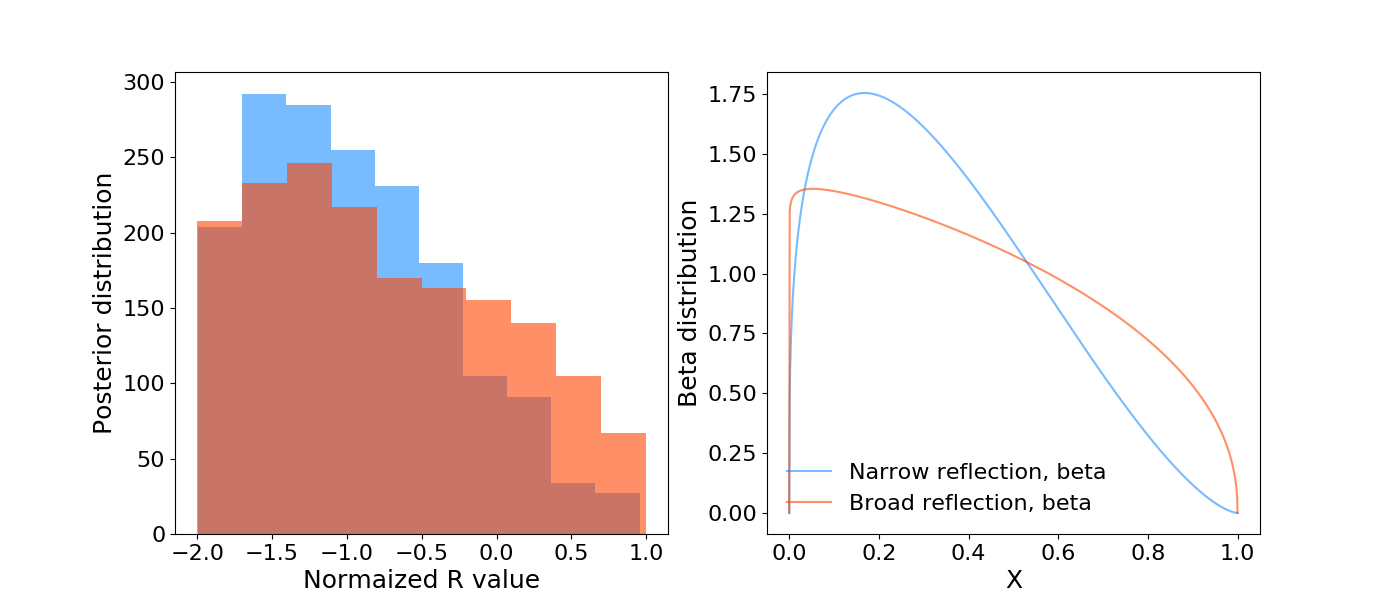 300
250
200
150
100
50
0
Posterior distribution
−2.0 −1.5 −1.0 −0.5 0.0 0.5 1.0
Normaized R value
1.75
1.50
1.25
1.00
0.75
0.50
0.25
0.00
Beta distribution
Narrow reflection, beta
Broad reflection, beta
0.0 0.2 0.4 0.6 0.8 1.0
X